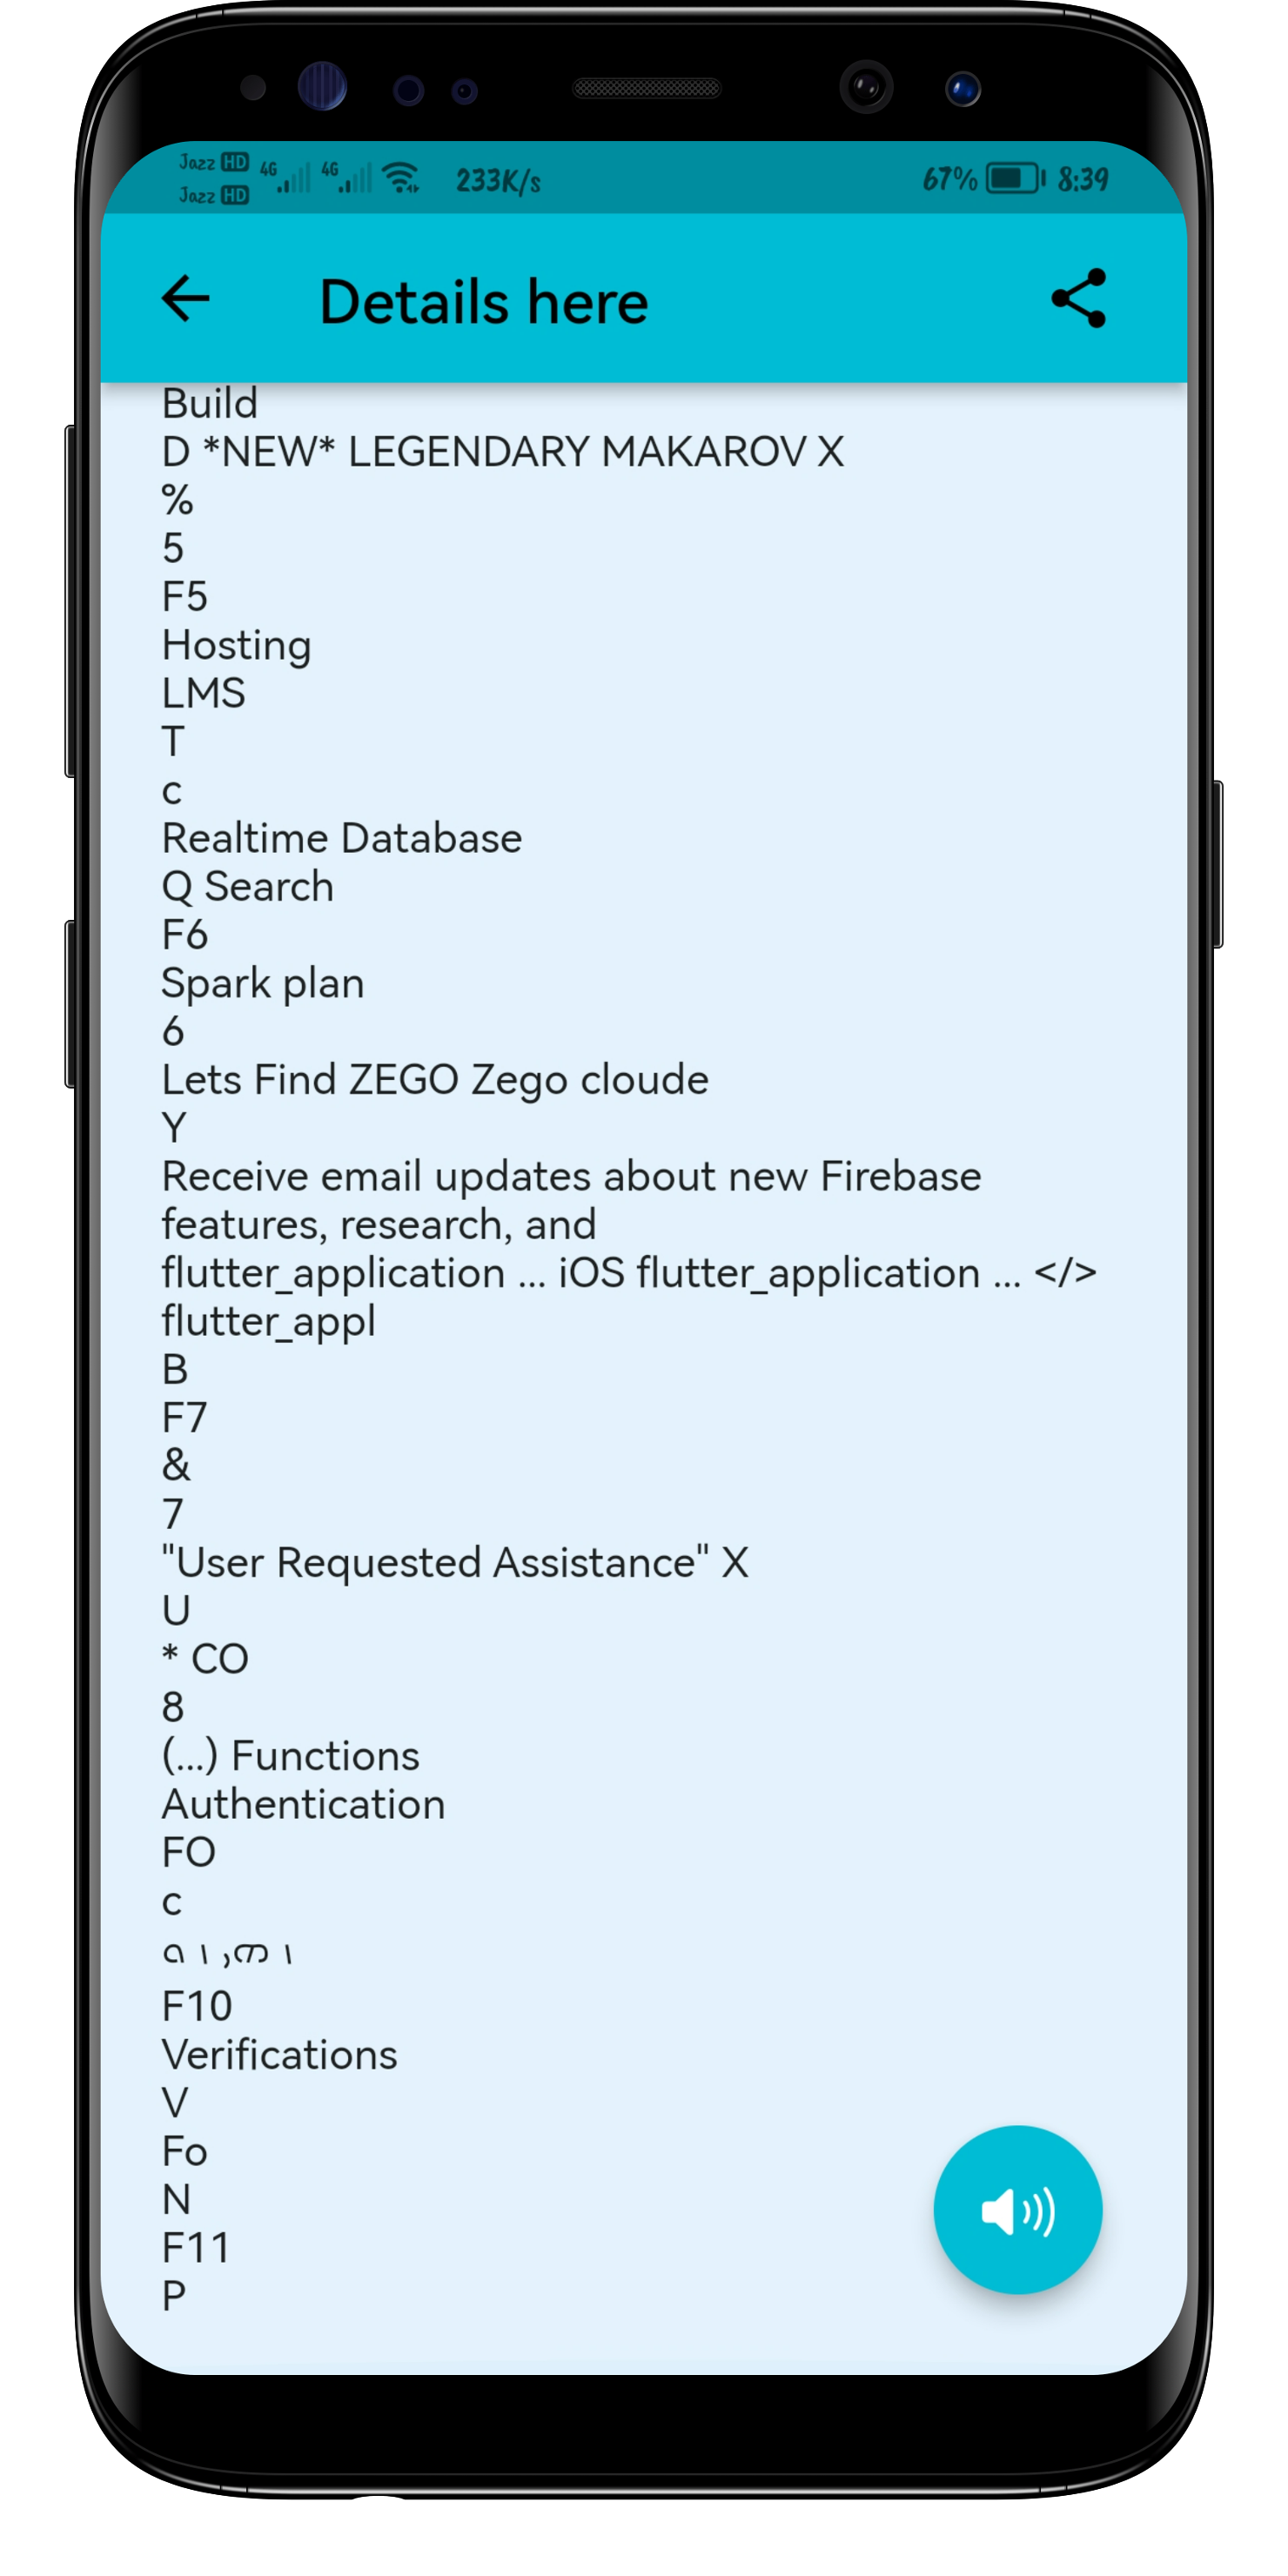 Jazz HD 4G 4G 233K/s 67% 8:39
Jazz HD
Details here
Build
D *NEW* LEGENDARY MAKAROV X
%
5
F5
Hosting
LMS
T
c
Realtime Database
Q Search
F6
Spark plan
6
Lets Find ZEGO Zego cloude
Y
Receive email updates about new Firebase
features, research, and
flutter_application ... iOS flutter_application ... </>
flutter_appl
B
F7
&
7
"User Requested Assistance" X
U
* CO
8
(...) Functions
Authentication
FO
c
F10
Verifications
V
Fo
N
F11
P